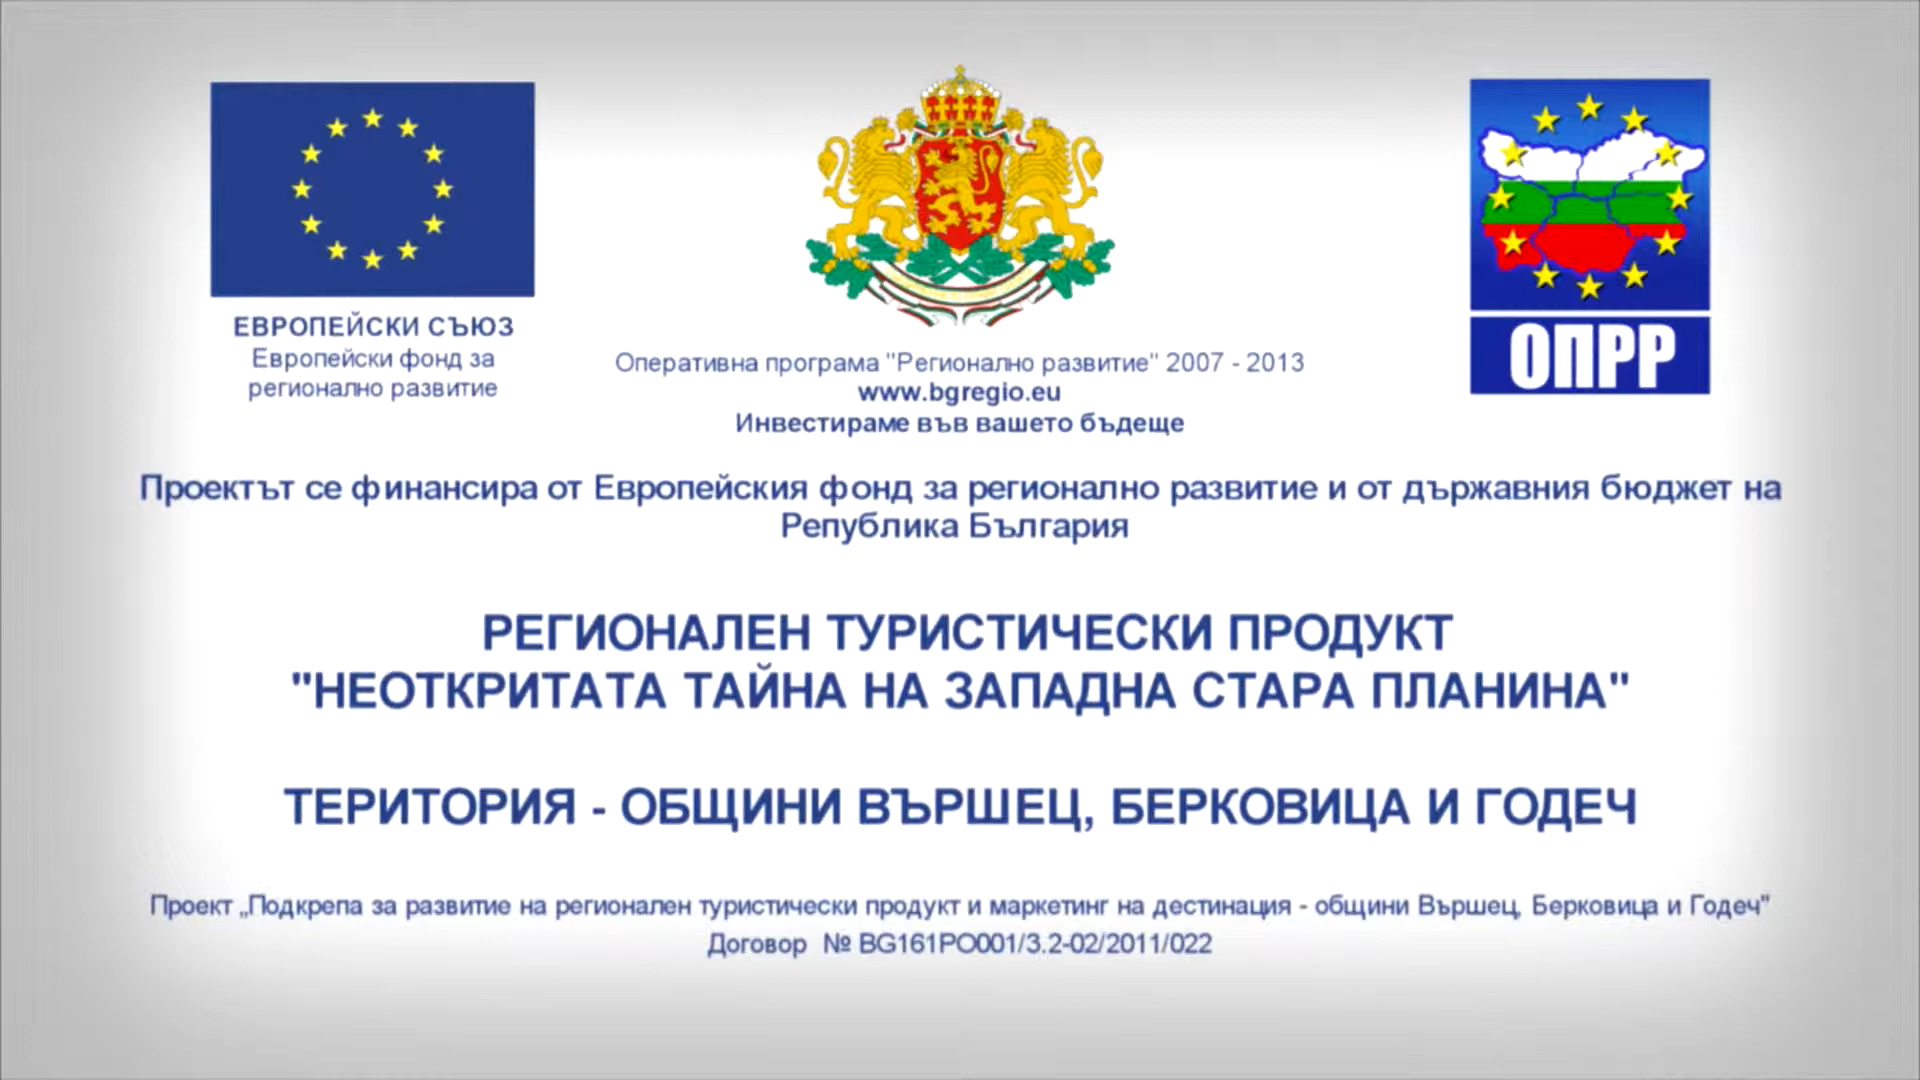 ЕВРОПЕЙСКИ СЪЮЗ
Европейски фонд за
регионално развитие
Оперативна програма "Регионално развитие" 2007 - 2013
www.bgregio.eu
Инвестираме във вашето бъдеще
ОПРР
Проектът се финансира от Европейския фонд за регионално развитие и от държавния бюджет на
Република България
РЕГИОНАЛЕН ТУРИСТИЧЕСКИ ПРОДУКТ
"НЕОТКРИТАТА ТАЙНА НА ЗАПАДНА СТАРА ПЛАНИНА"
ТЕРИТОРИЯ - ОБЩИНИ ВЪРШЕЦ, БЕРКОВИЦА И ГОДЕЧ
Проект „Подкрепа за развитие на регионален туристически продукт и маркетинг на дестинация - общини Вършец, Берковица и Годеч"
Договор № BG161PO001/3.2-02/2011/022